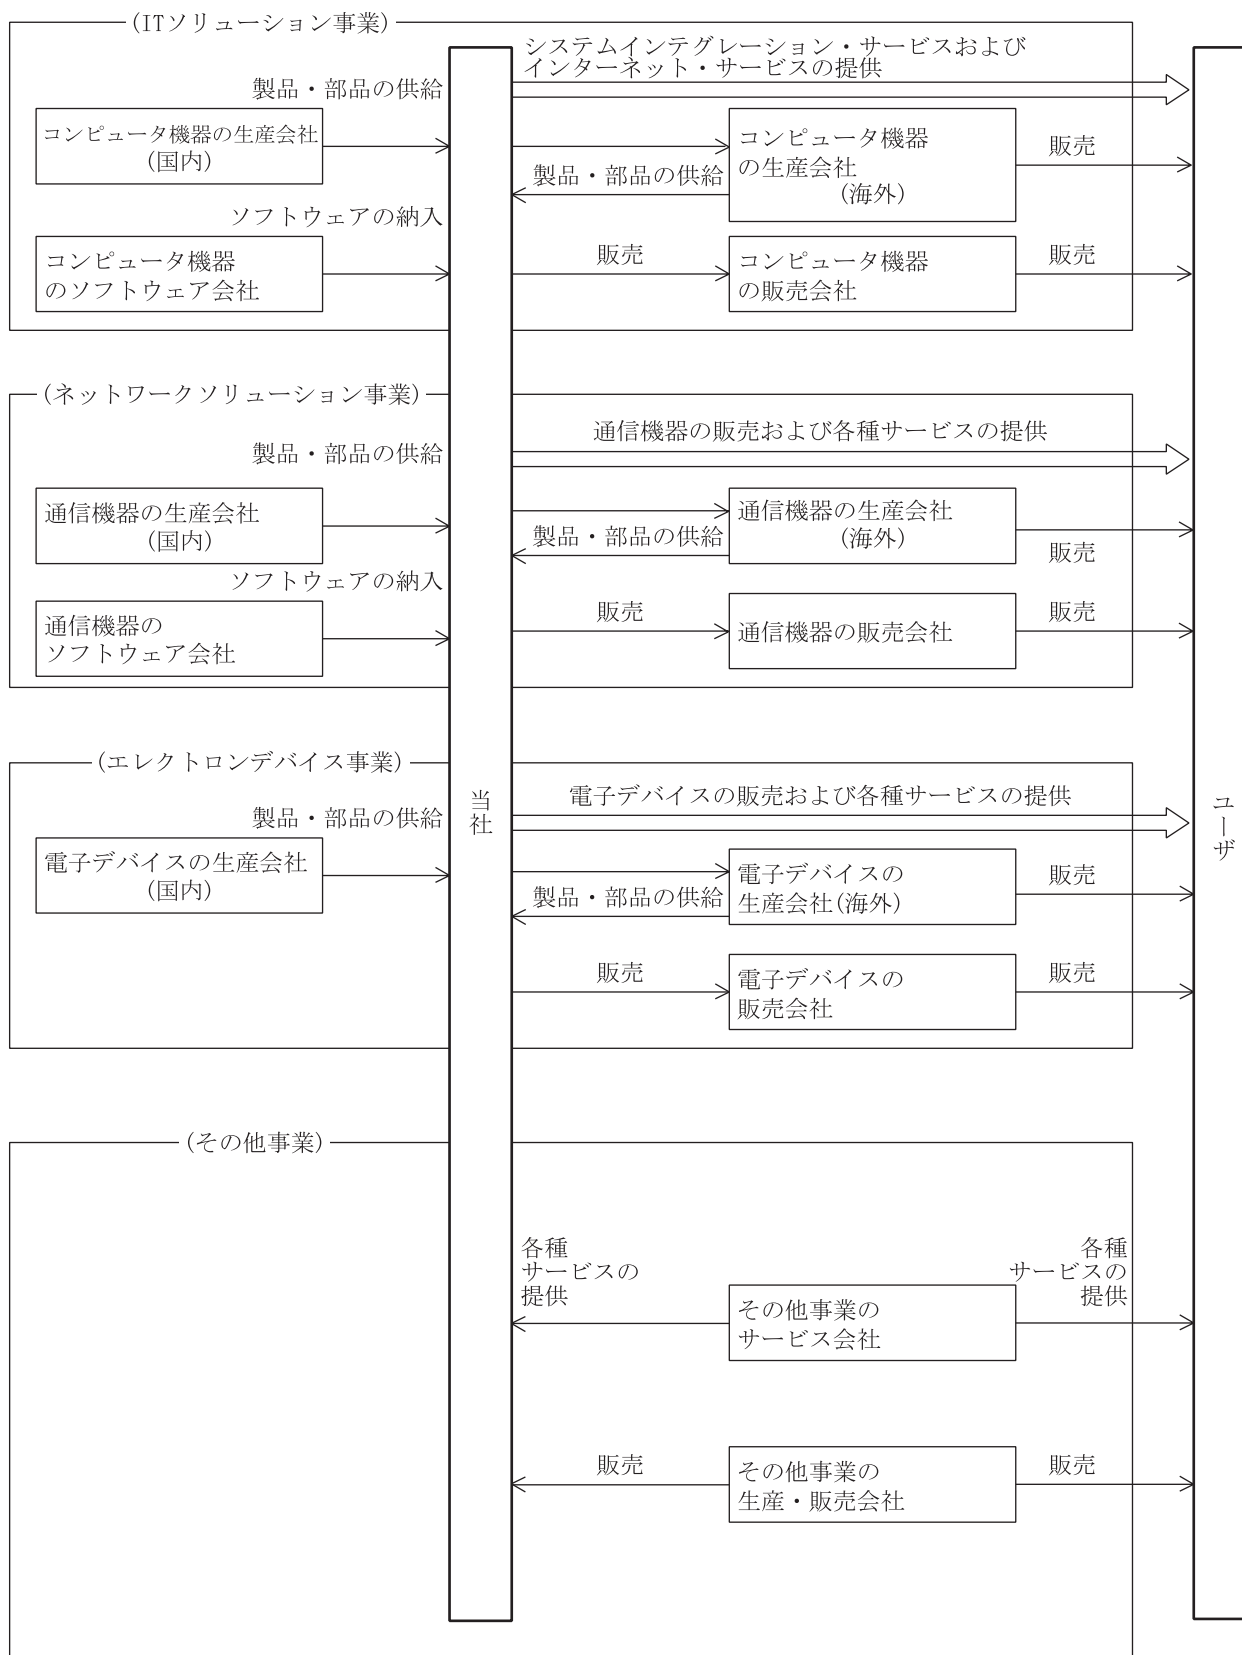 (ITソリューション事業)
システムインテグレーション・サービスおよび
インターネット・サービスの提供
製品・部品の供給
コンピュータ機器の生産会社
(国内)
コンピュータ機器
の生産会社
(海外)
販売
製品・部品の供給
ソフトウェアの納入
コンピュータ機器
のソフトウェア会社
販売
コンピュータ機器
の販売会社
販売
(ネットワークソリューション事業)
通信機器の販売および各種サービスの提供
製品・部品の供給
通信機器の生産会社
(国内)
通信機器の生産会社
(海外)
製品・部品の供給
販売
ソフトウェアの納入
通信機器の
ソフトウェア会社
販売
通信機器の販売会社
販売
(エレクトロンデバイス事業)
当社
電子デバイスの販売および各種サービスの提供
ユーザ
製品・部品の供給
電子デバイスの生産会社
(国内)
電子デバイスの
生産会社(海外)
製品・部品の供給
販売
販売
電子デバイスの
販売会社
販売
(その他事業)
各種
サービスの
提供
その他事業の
サービス会社
各種
サービスの
提供
販売
その他事業の
生産・販売会社
販売